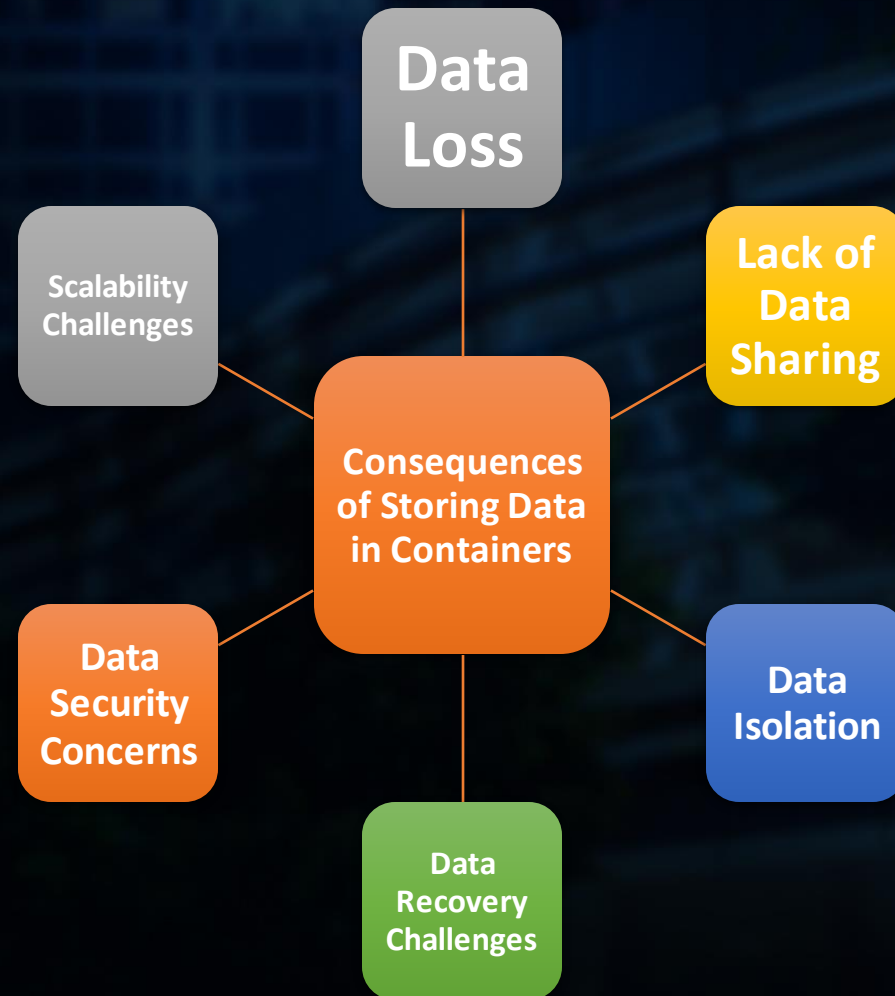 Data
Loss
Scalability
Challenges
Lack of
Data
Sharing
Consequences
of Storing Data
in Containers
Data
Security
Concerns
Data
Isolation
Data
Recovery
Challenges